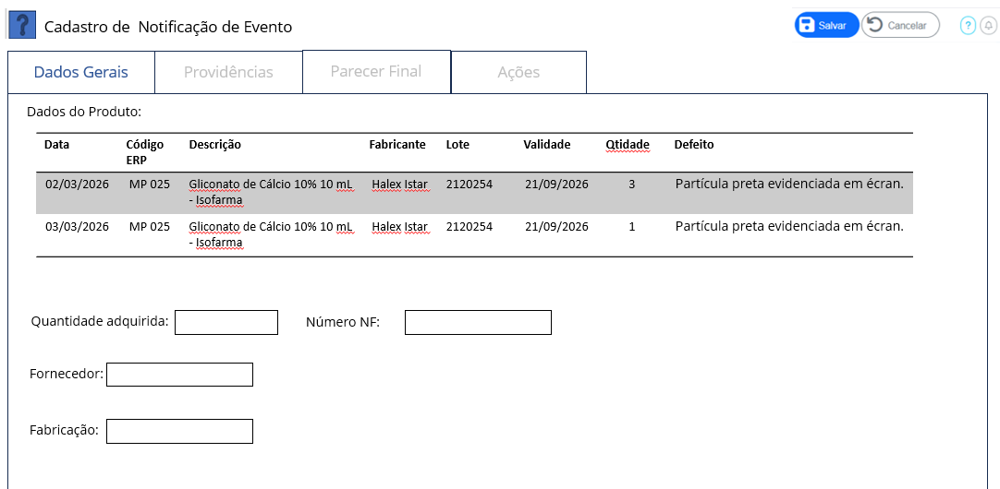 ? Cadastro de Notificação de Evento Salvar Cancelar ?
Dados Gerais Providências Parecer Final Ações
Dados do Produto:
Data Código ERP Descrição Fabricante Lote Validade Qtidade Defeito
02/03/2026 MP 025 Gliconato de Cálcio 10% 10 mL Halex Istar 2120254 21/09/2026 3 Partícula preta evidenciada em écran.
- Isofarma
03/03/2026 MP 025 Gliconato de Cálcio 10% 10 mL Halex Istar 2120254 21/09/2026 1 Partícula preta evidenciada em écran.
- Isofarma
Quantidade adquirida: Número NF:
Fornecedor:
Fabricação: